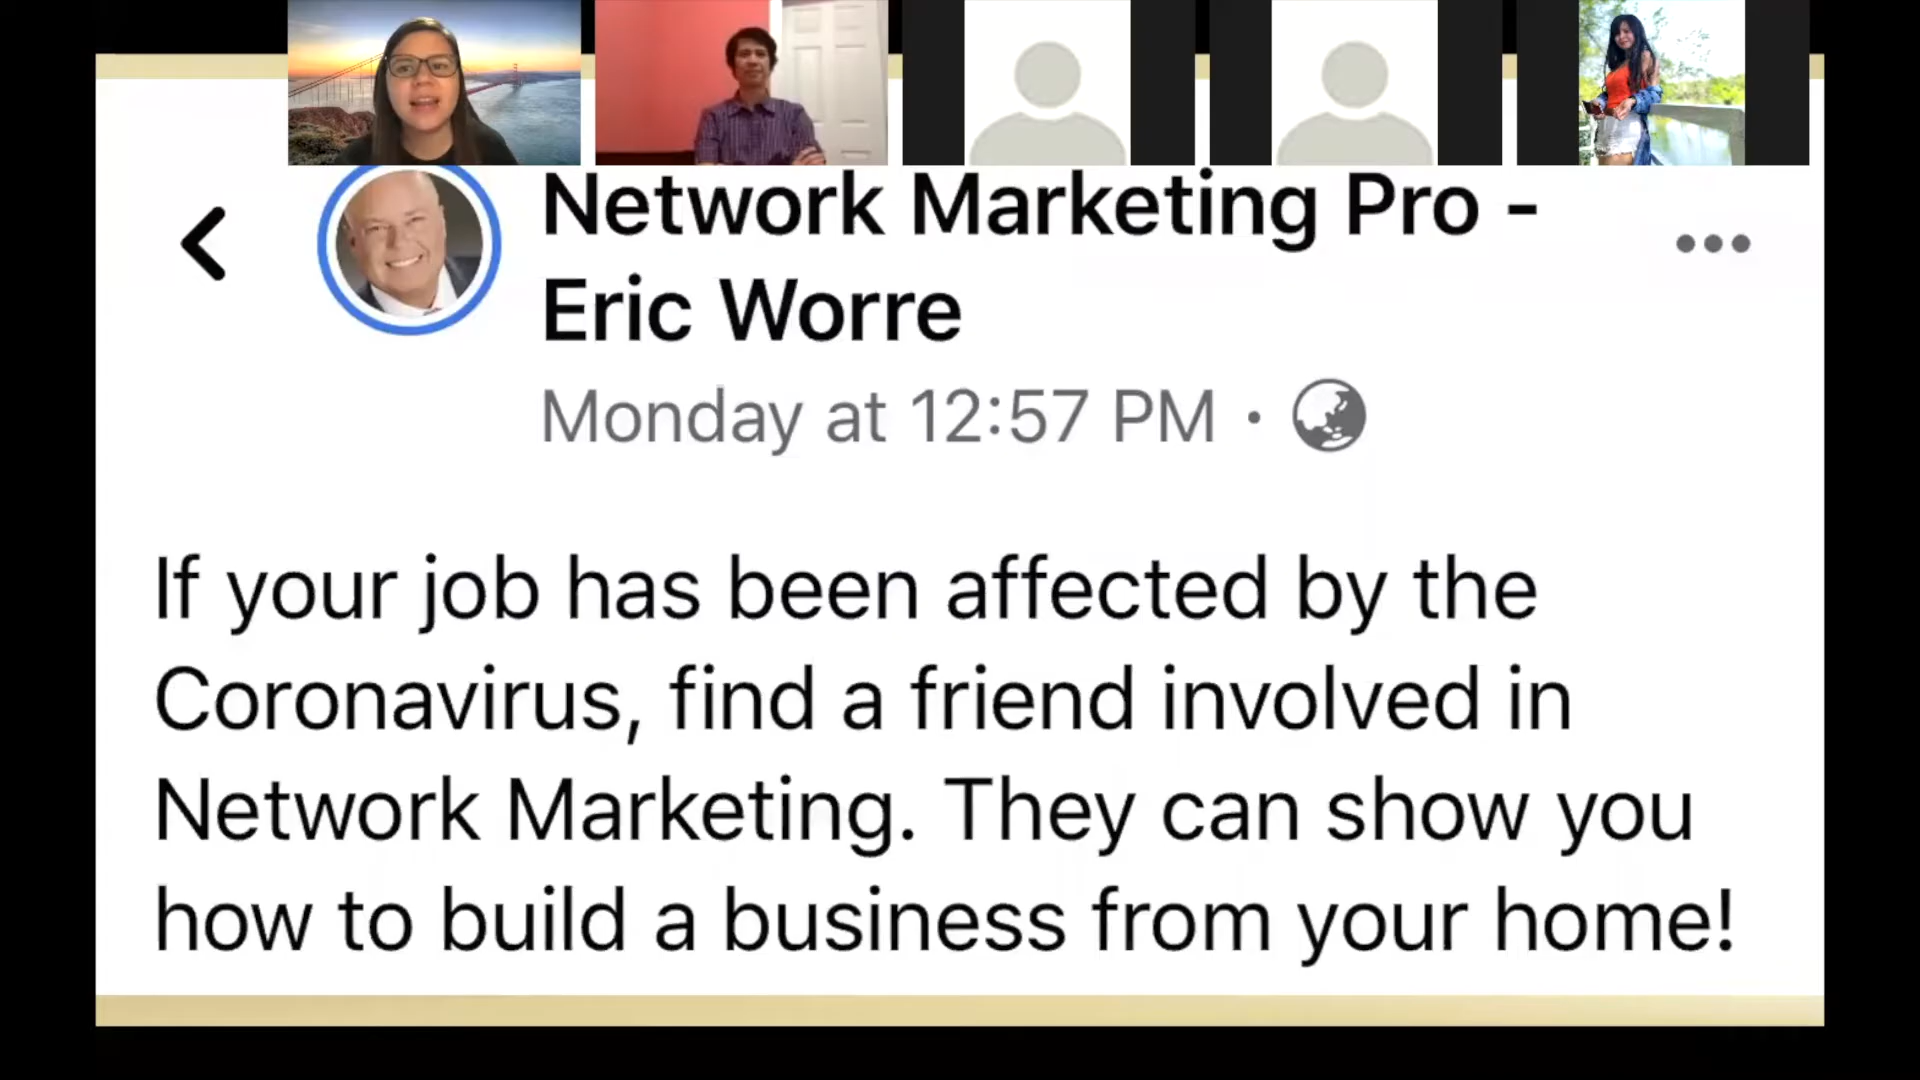 Network Marketing Pro -
Eric Worre
Monday at 12:57 PM ·
If your job has been affected by the
Coronavirus, find a friend involved in
Network Marketing. They can show you
how to build a business from your home!